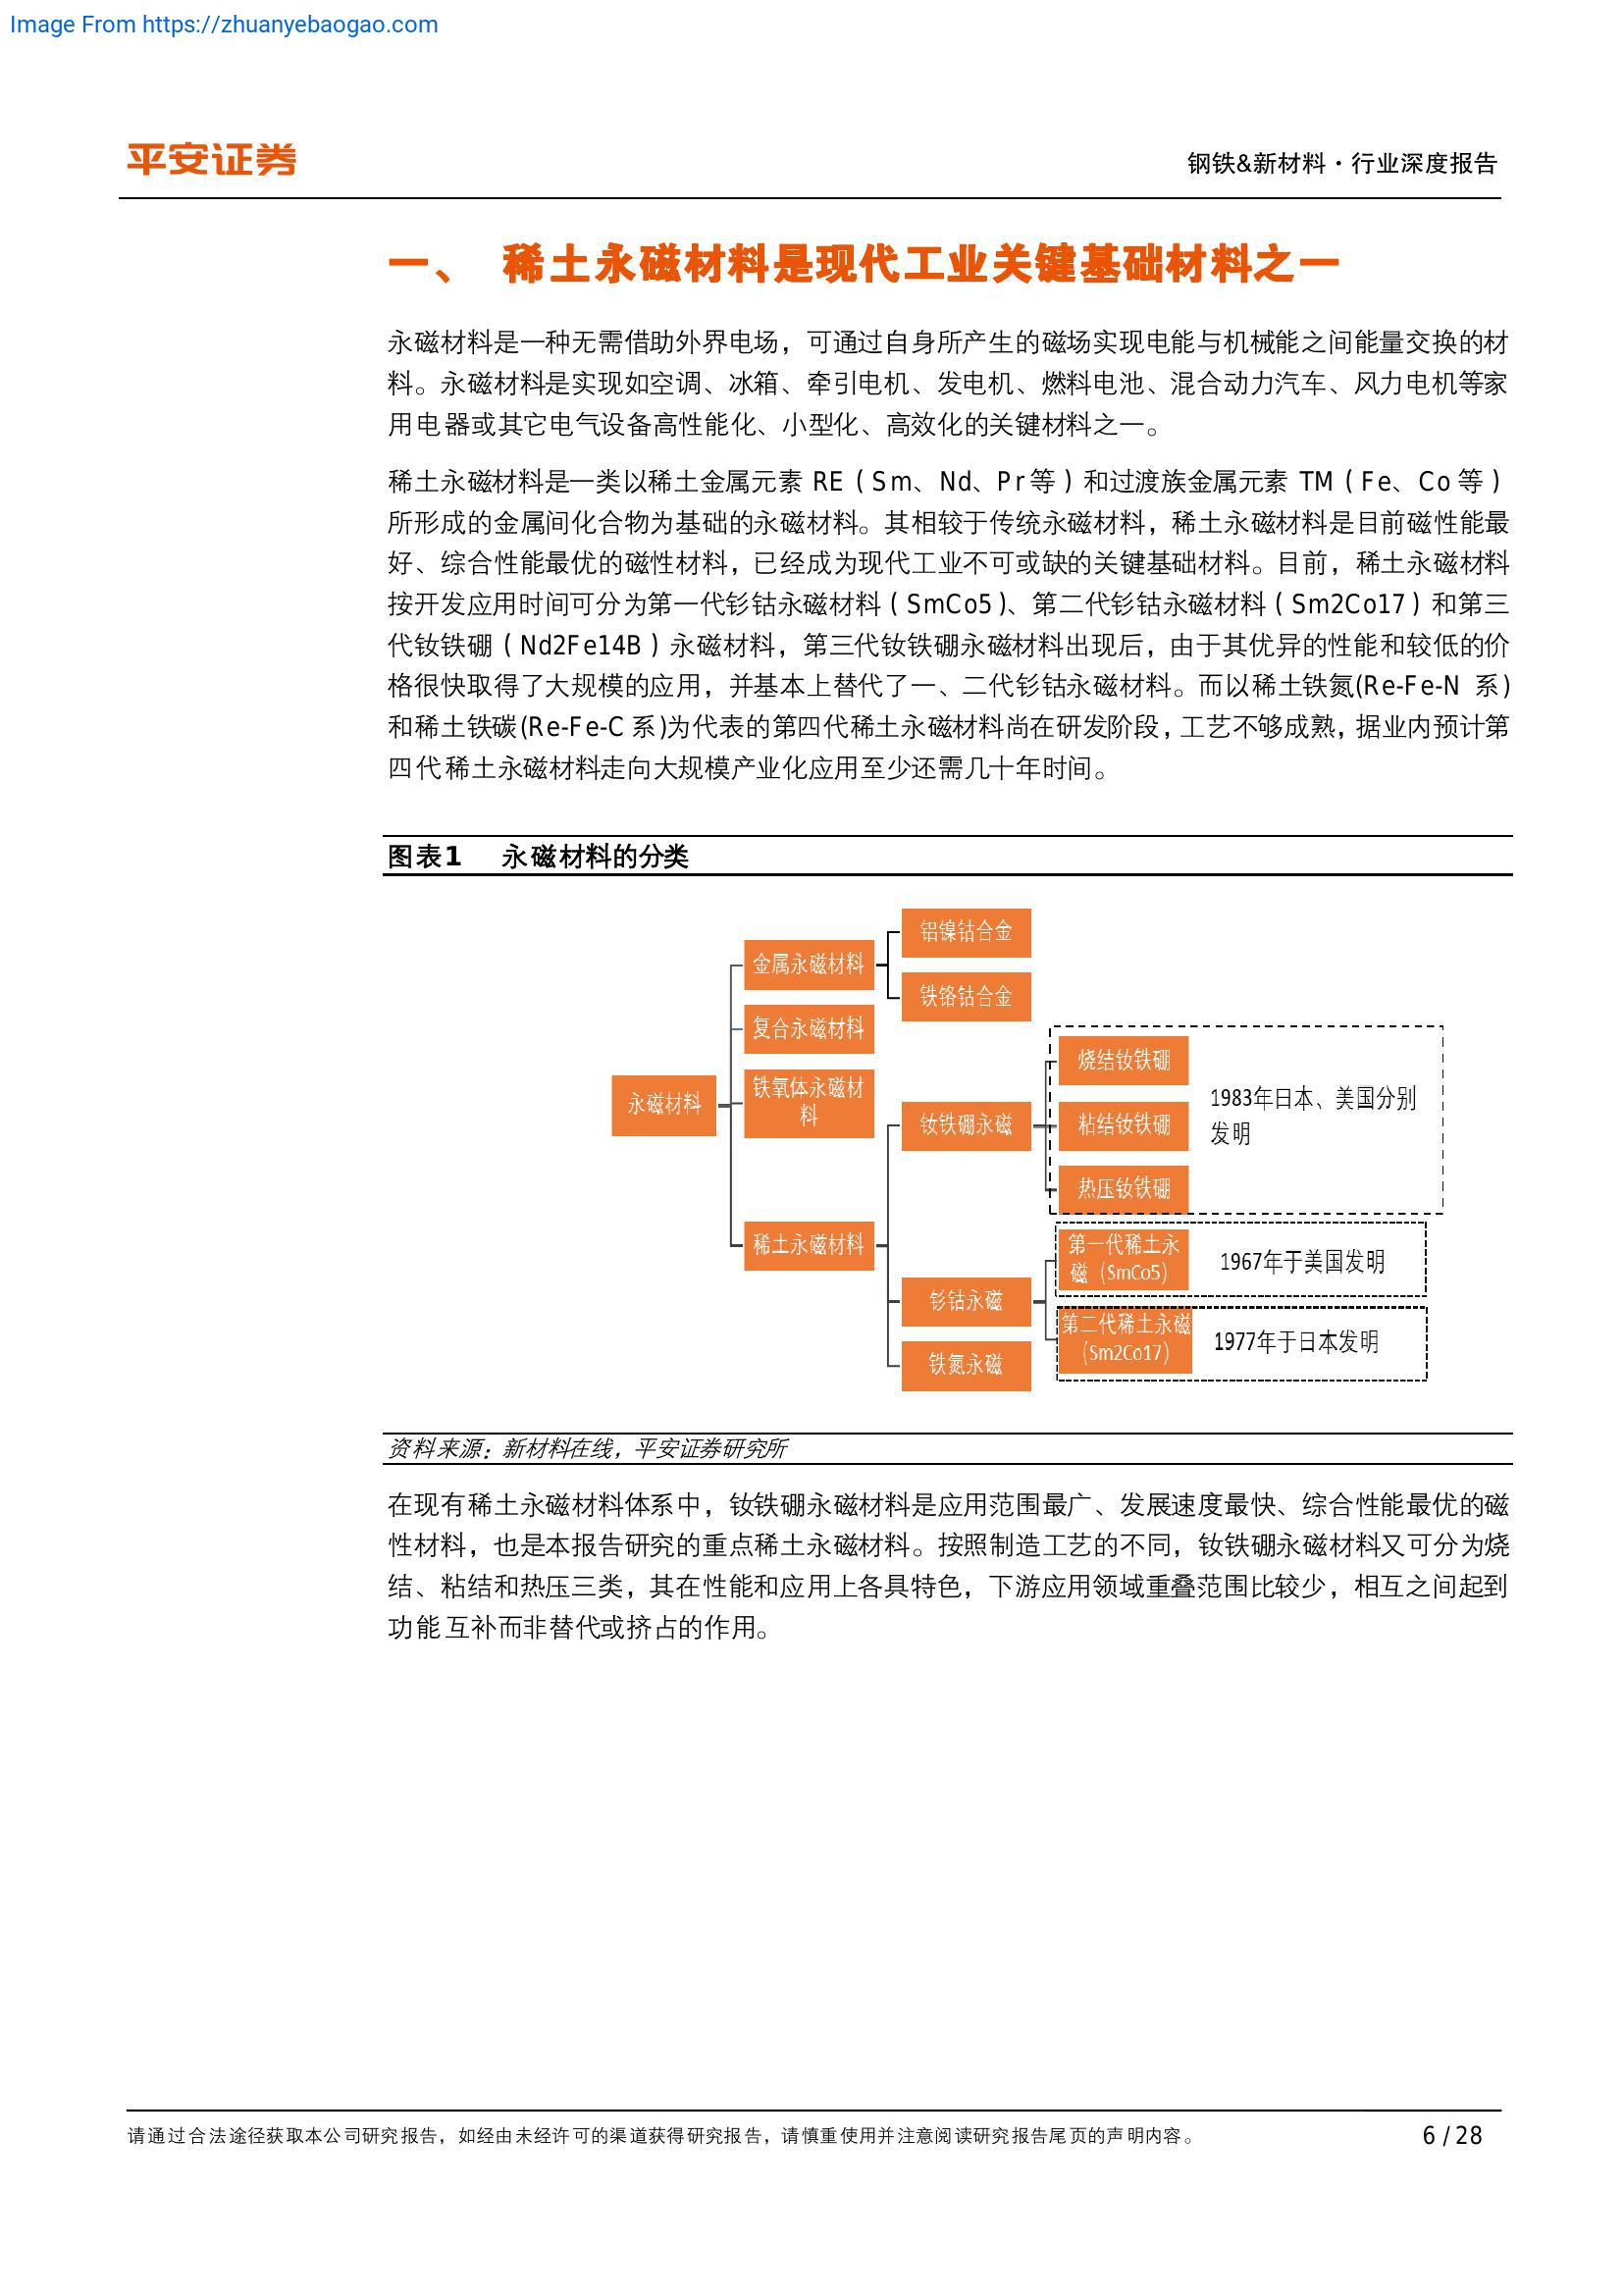 Image From https://zhuanyebaogao.com
平安证券
钢铁&新材料·行业深度报告
一、 稀土永磁材料是现代工业关键基础材料之一
永磁材料是一种无需借助外界电场，可通过自身所产生的磁场实现电能与机械能之间能量交换的材
料。永磁材料是实现如空调、冰箱、牵引电机、发电机、燃料电池、混合动力汽车、风力电机等家
用电器或其它电气设备高性能化、小型化、高效化的关键材料之一。
稀土永磁材料是一类以稀土金属元素 RE（Sm、Nd、Pr等）和过渡族金属元素 TM（Fe、Co 等）
所形成的金属间化合物为基础的永磁材料。其相较于传统永磁材料，稀土永磁材料是目前磁性能最
好、综合性能最优的磁性材料，已经成为现代工业不可或缺的关键基础材料。目前，稀土永磁材料
按开发应用时间可分为第一代钐钴永磁材料（SmCo5）、第二代钐钴永磁材料（Sm2Co17）和第三
代钕铁硼（Nd2Fe14B）永磁材料，第三代钕铁硼永磁材料出现后，由于其优异的性能和较低的价
格很快取得了大规模的应用，并基本上替代了一、二代钐钴永磁材料。而以稀土铁氮(Re-Fe-N 系)
和稀土铁碳(Re-Fe-C 系)为代表的第四代稀土永磁材料尚在研发阶段，工艺不够成熟，据业内预计第
四代稀土永磁材料走向大规模产业化应用至少还需几十年时间。
图表1 永磁材料的分类
永磁材料
金属永磁材料
复合永磁材料
铁氧体永磁材
料
稀土永磁材料
铝镍钴合金
铁铬钴合金
钕铁硼永磁
钐钴永磁
铁氮永磁
烧结钕铁硼
粘结钕铁硼
热压钕铁硼
1983年日本、美国分别
发明
第一代稀土永
磁（SmCo5）
1967年于美国发明
第二代稀土永磁
（Sm2Co17）
1977年于日本发明
资料来源：新材料在线，平安证券研究所
在现有稀土永磁材料体系中，钕铁硼永磁材料是应用范围最广、发展速度最快、综合性能最优的磁
性材料，也是本报告研究的重点稀土永磁材料。按照制造工艺的不同，钕铁硼永磁材料又可分为烧
结、粘结和热压三类，其在性能和应用上各具特色，下游应用领域重叠范围比较少，相互之间起到
功能互补而非替代或挤占的作用。
请通过合法途径获取本公司研究报告，如经由未经许可的渠道获得研究报告，请慎重使用并注意阅读研究报告尾页的声明内容。
6 / 28